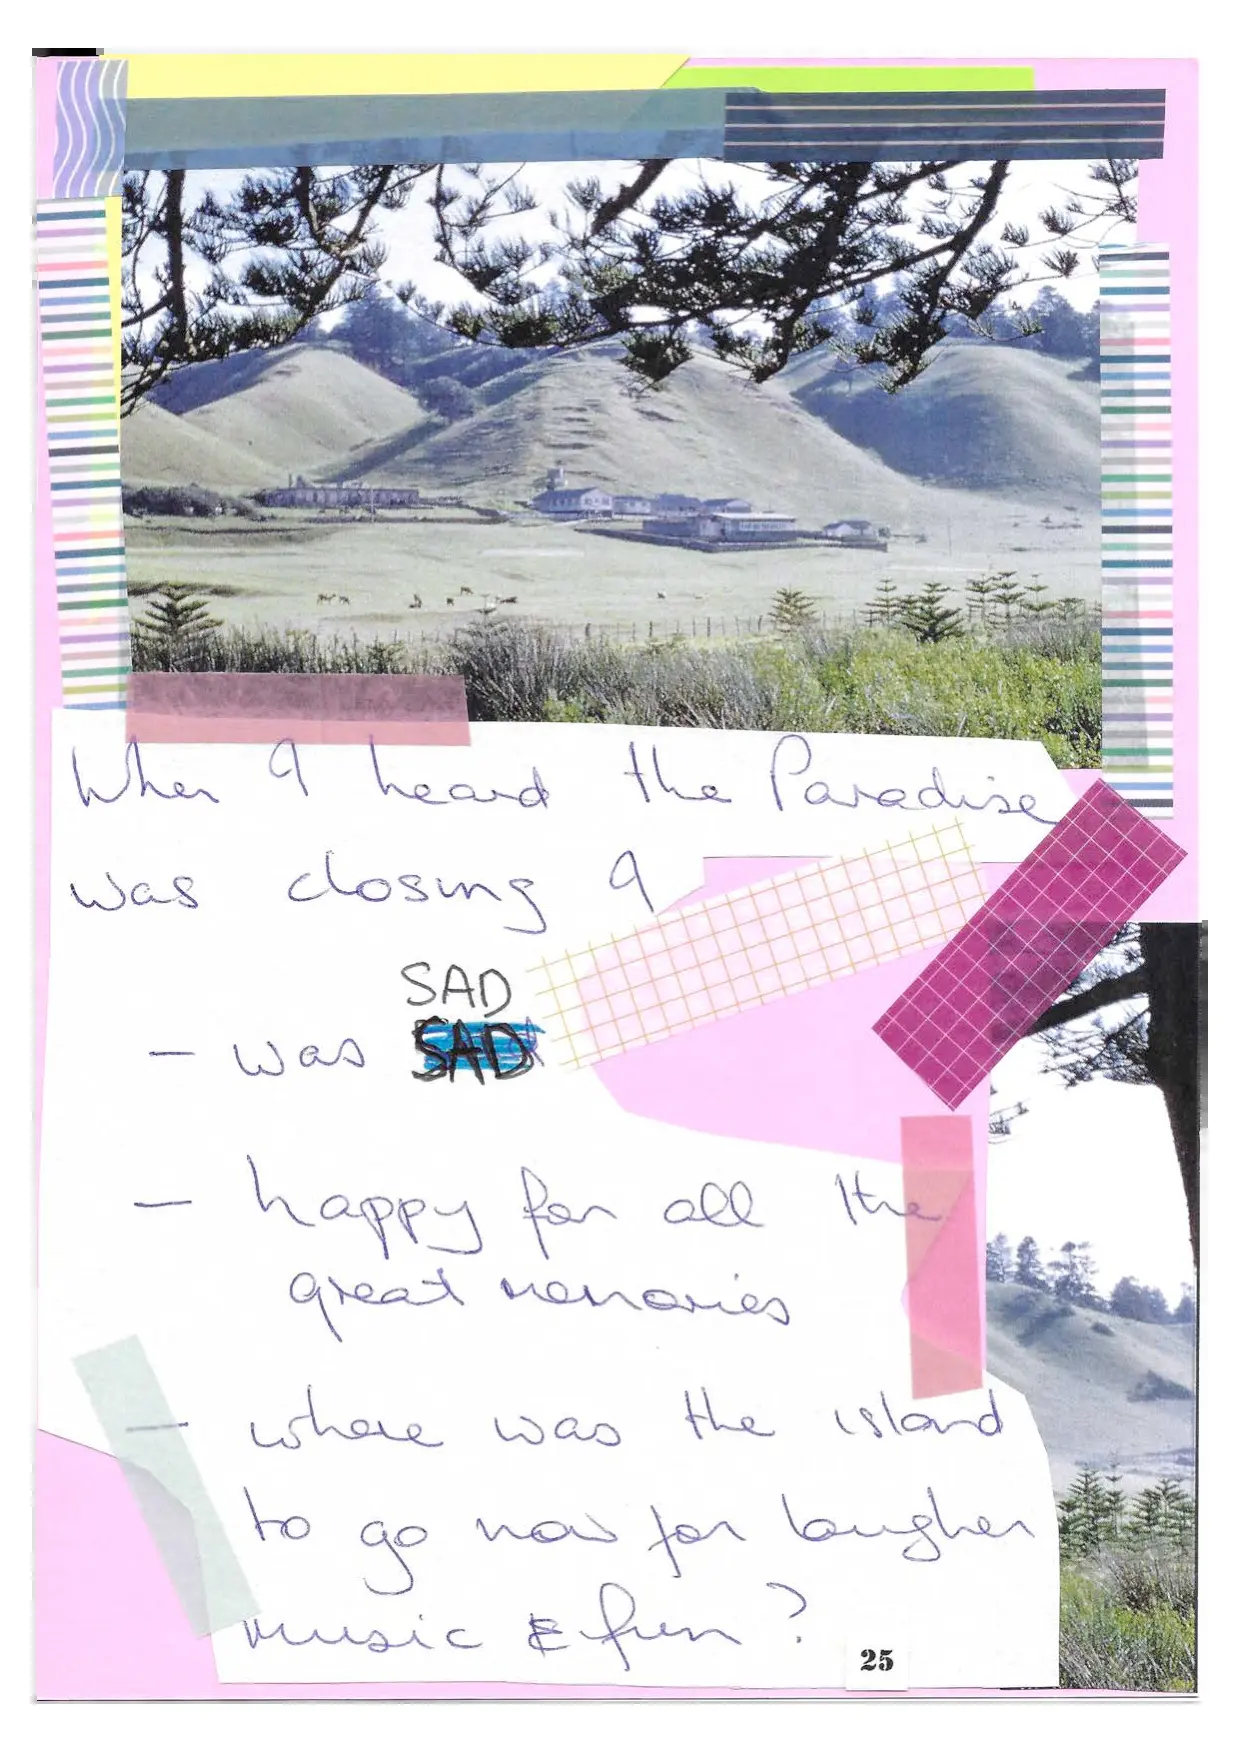 When I heard the Paradise
was closing I
SAD
- was SAD
- happy for all the
great memories
- where was the island
to go now for laughter
music & fun?
25